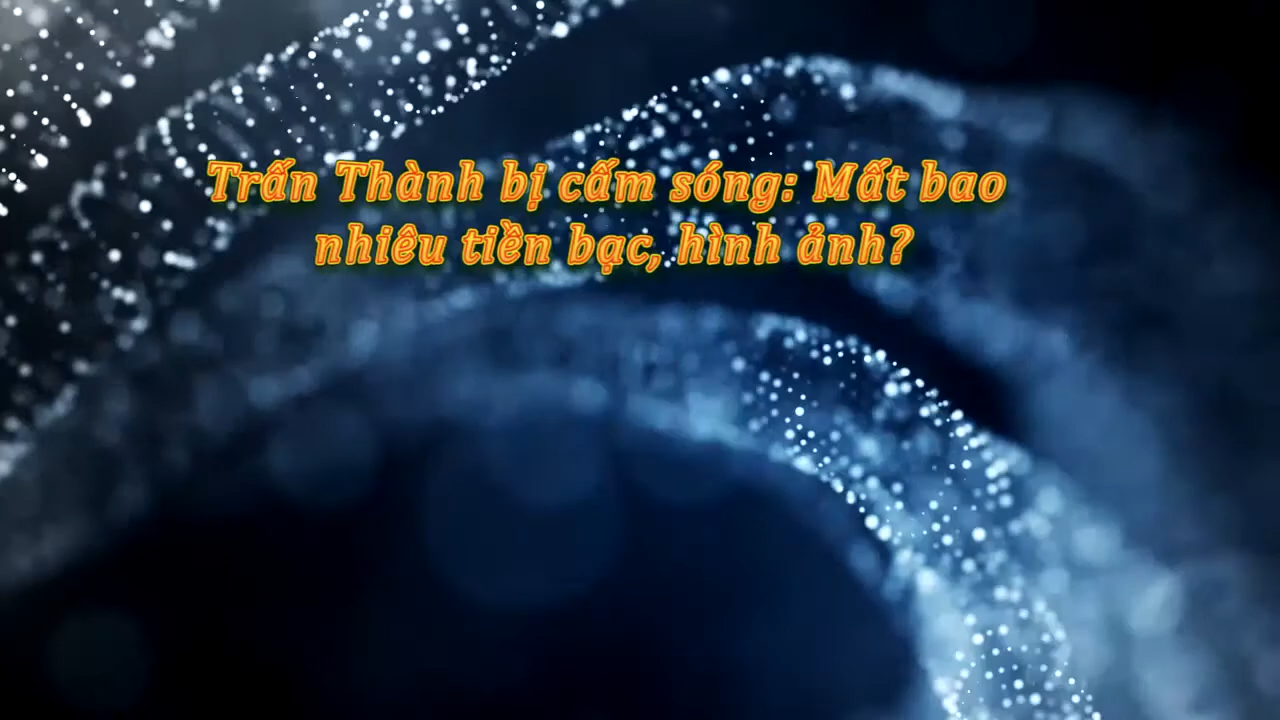 Trấn Thành bị cấm sóng: Mất bao
nhiêu tiền bạc, hình ảnh?